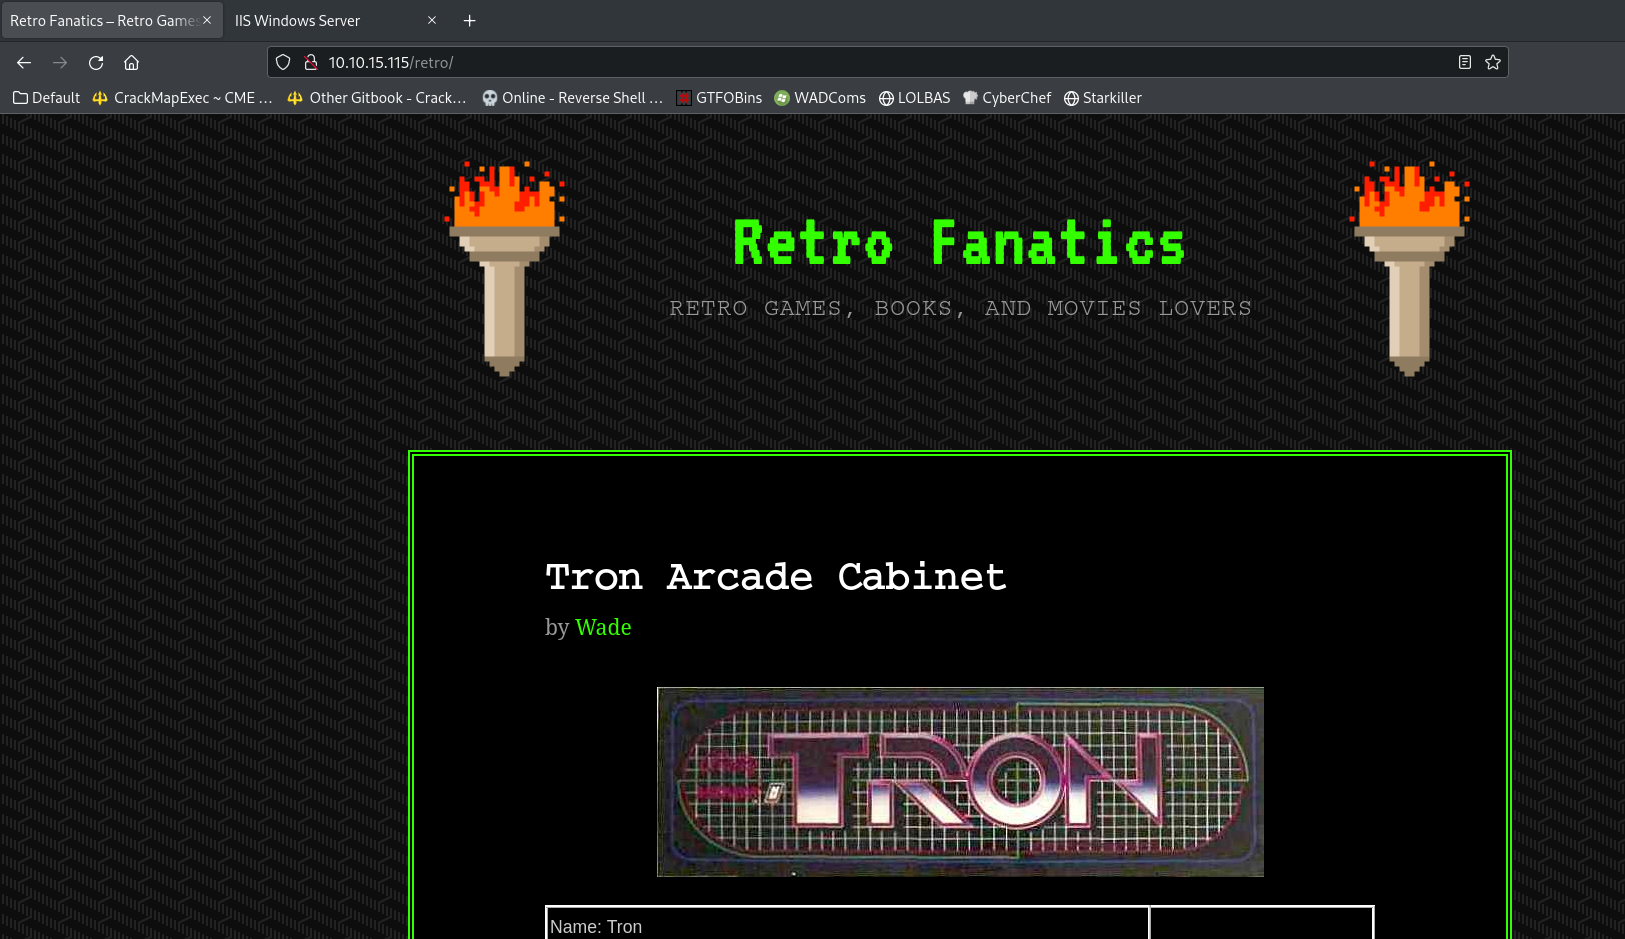 Retro Fanatics – Retro Games
IIS Windows Server
10.10.15.115/retro/
Default CrackMapExec ~ CME ... Other Gitbook - Crack... Online - Reverse Shell ... GTFOBins WADComs LOLBAS CyberChef Starkiller
Retro Fanatics
RETRO GAMES, BOOKS, AND MOVIES LOVERS
Tron Arcade Cabinet
by Wade
TRON
Name: Tron